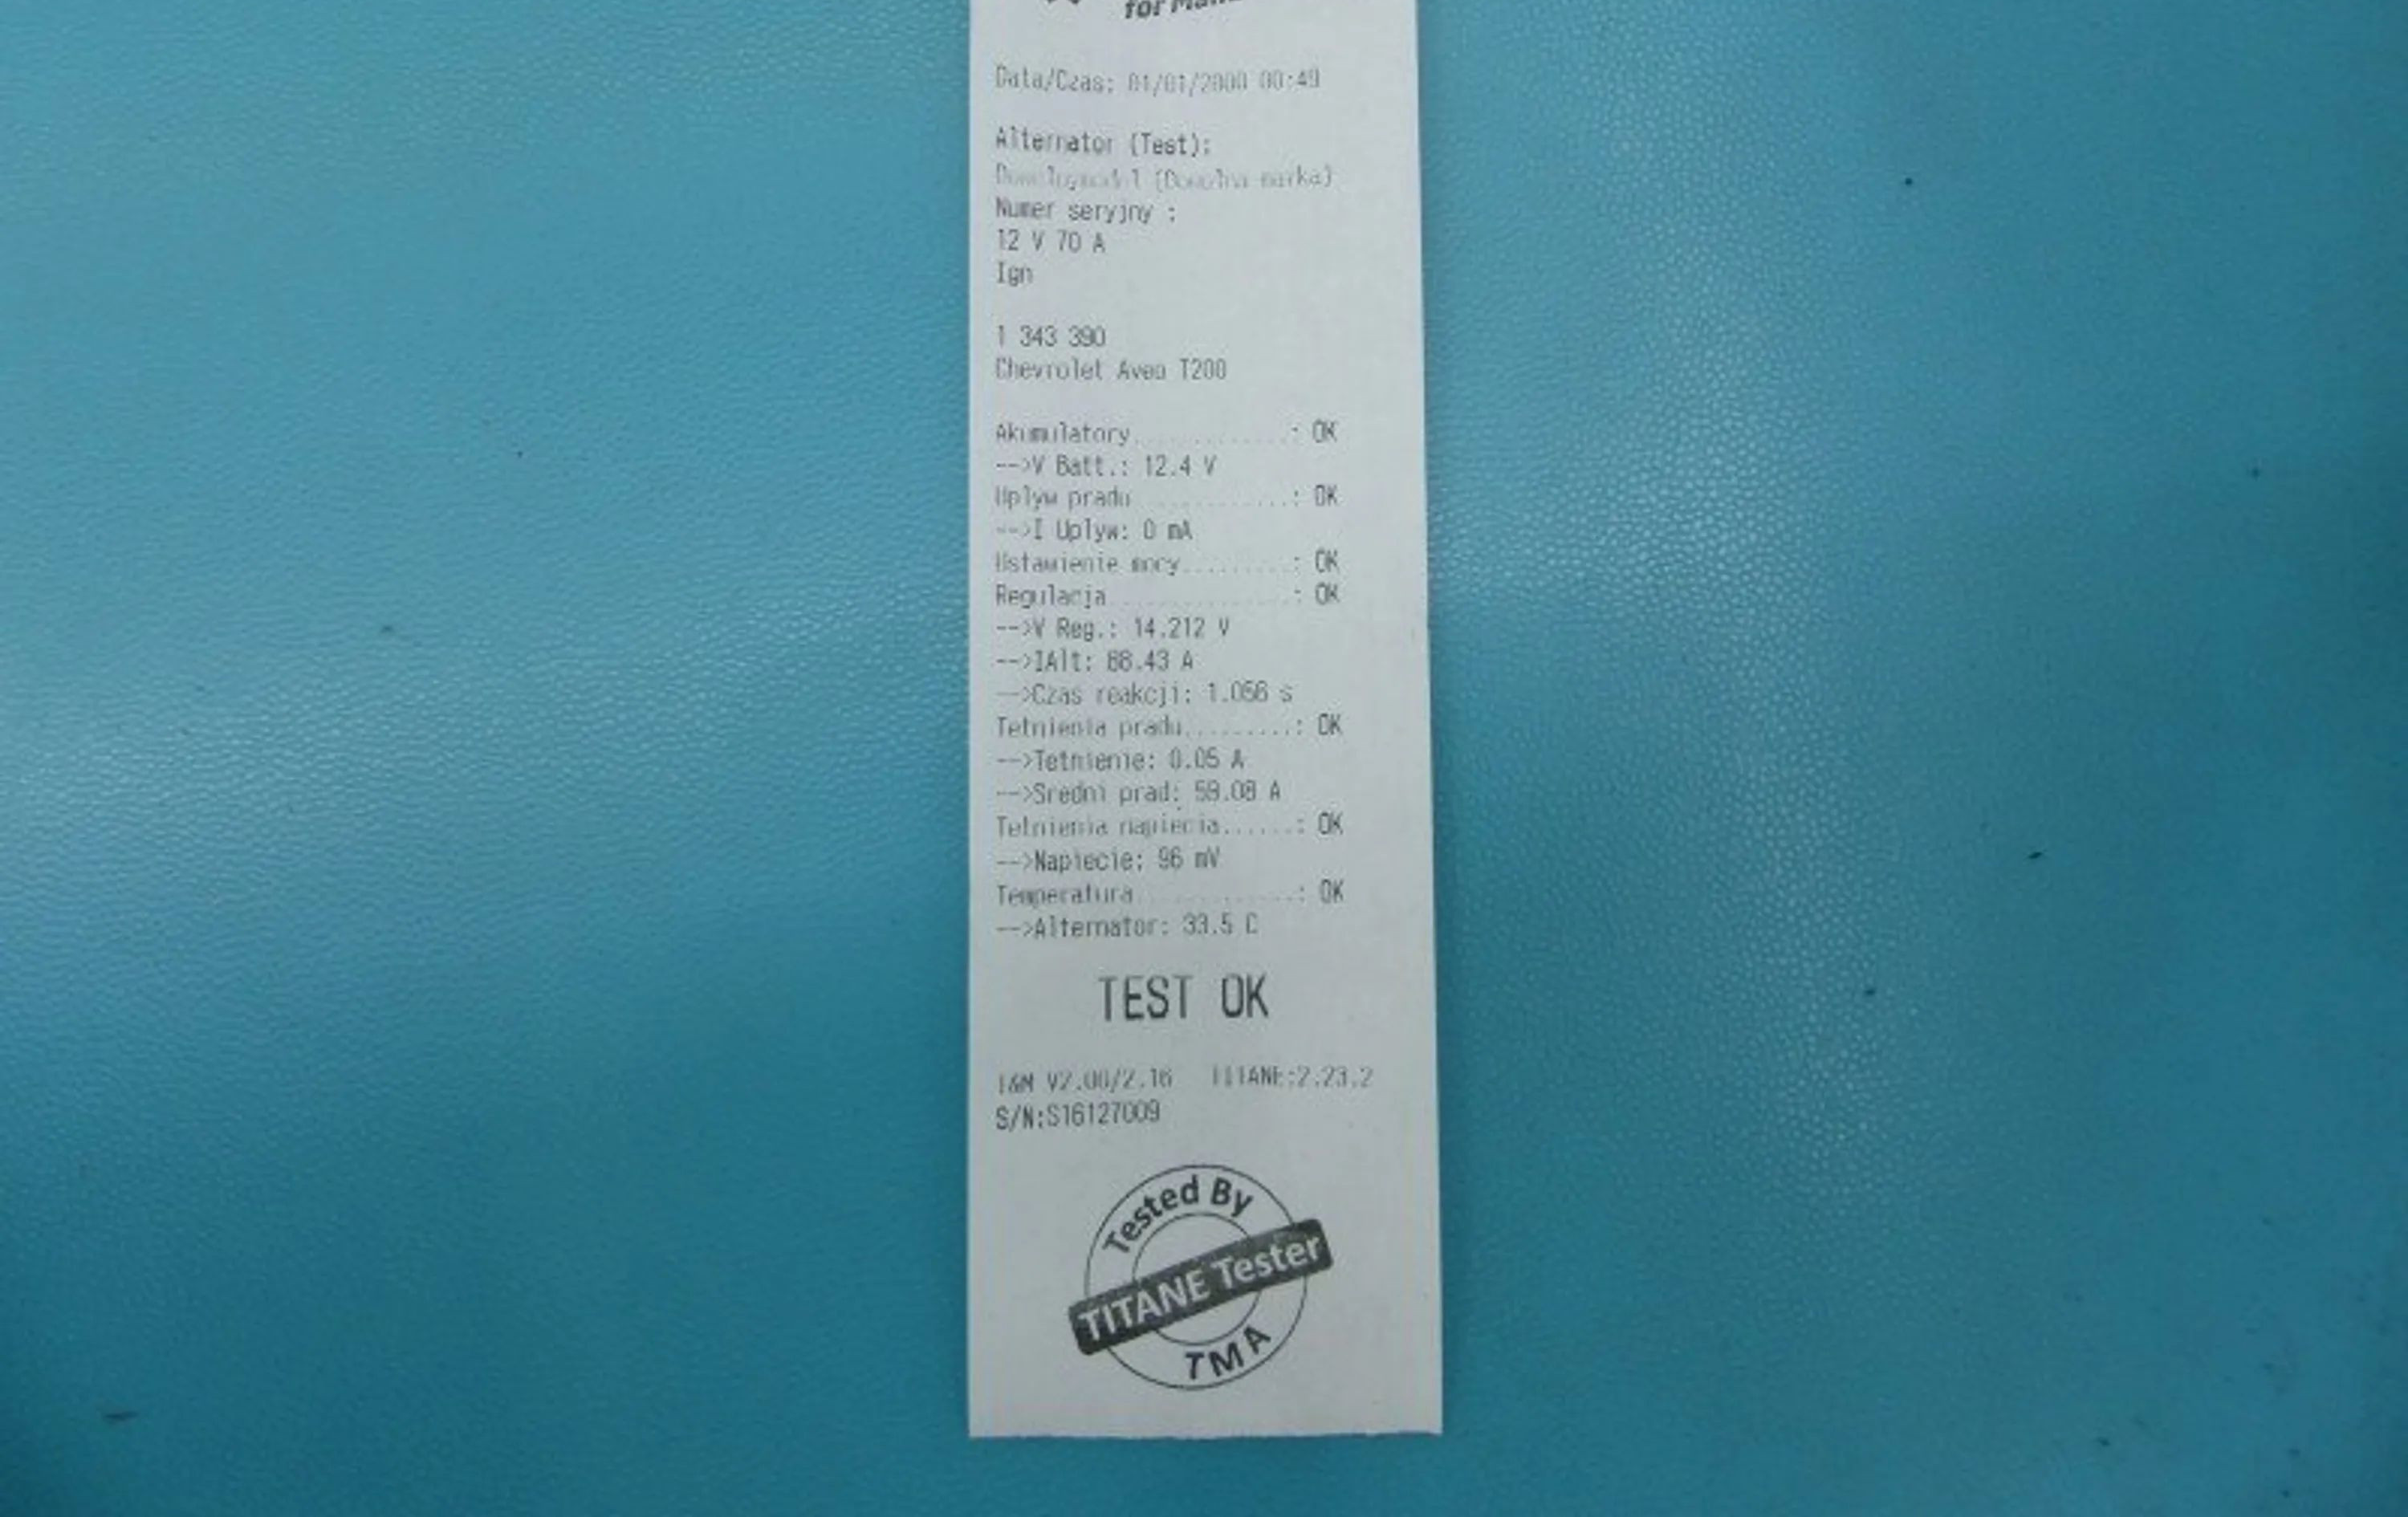 for
Data/Czas: 01/01/2000 00:49
Alternator (Test):
(Dowolna marka)
Numer seryjny :
12 V 70 A
Ign
1 343 390
Chevrolet Aveo T200
Akumulatory.............: OK
-->V Batt.: 12.4 V
Uplyw pradu.............: OK
-->I Uplyw: 0 mA
Ustawienie mocy.........: OK
Regulacja...............: OK
-->V Reg.: 14.212 V
-->IAlt: 68.43 A
-->Czas reakcji: 1.056 s
Tetnienia pradu.........: OK
-->Tetnienie: 0.05 A
-->Sredni prad: 59.08 A
Tetnienia napiecia......: OK
-->Napiecie: 96 mV
Temperatura.............: OK
-->Alternator: 33.5 C
TEST OK
V2.00/2.16 TITANE:2.23.2
S/N:S16127009
Tested By
TITANE Tester
TMA